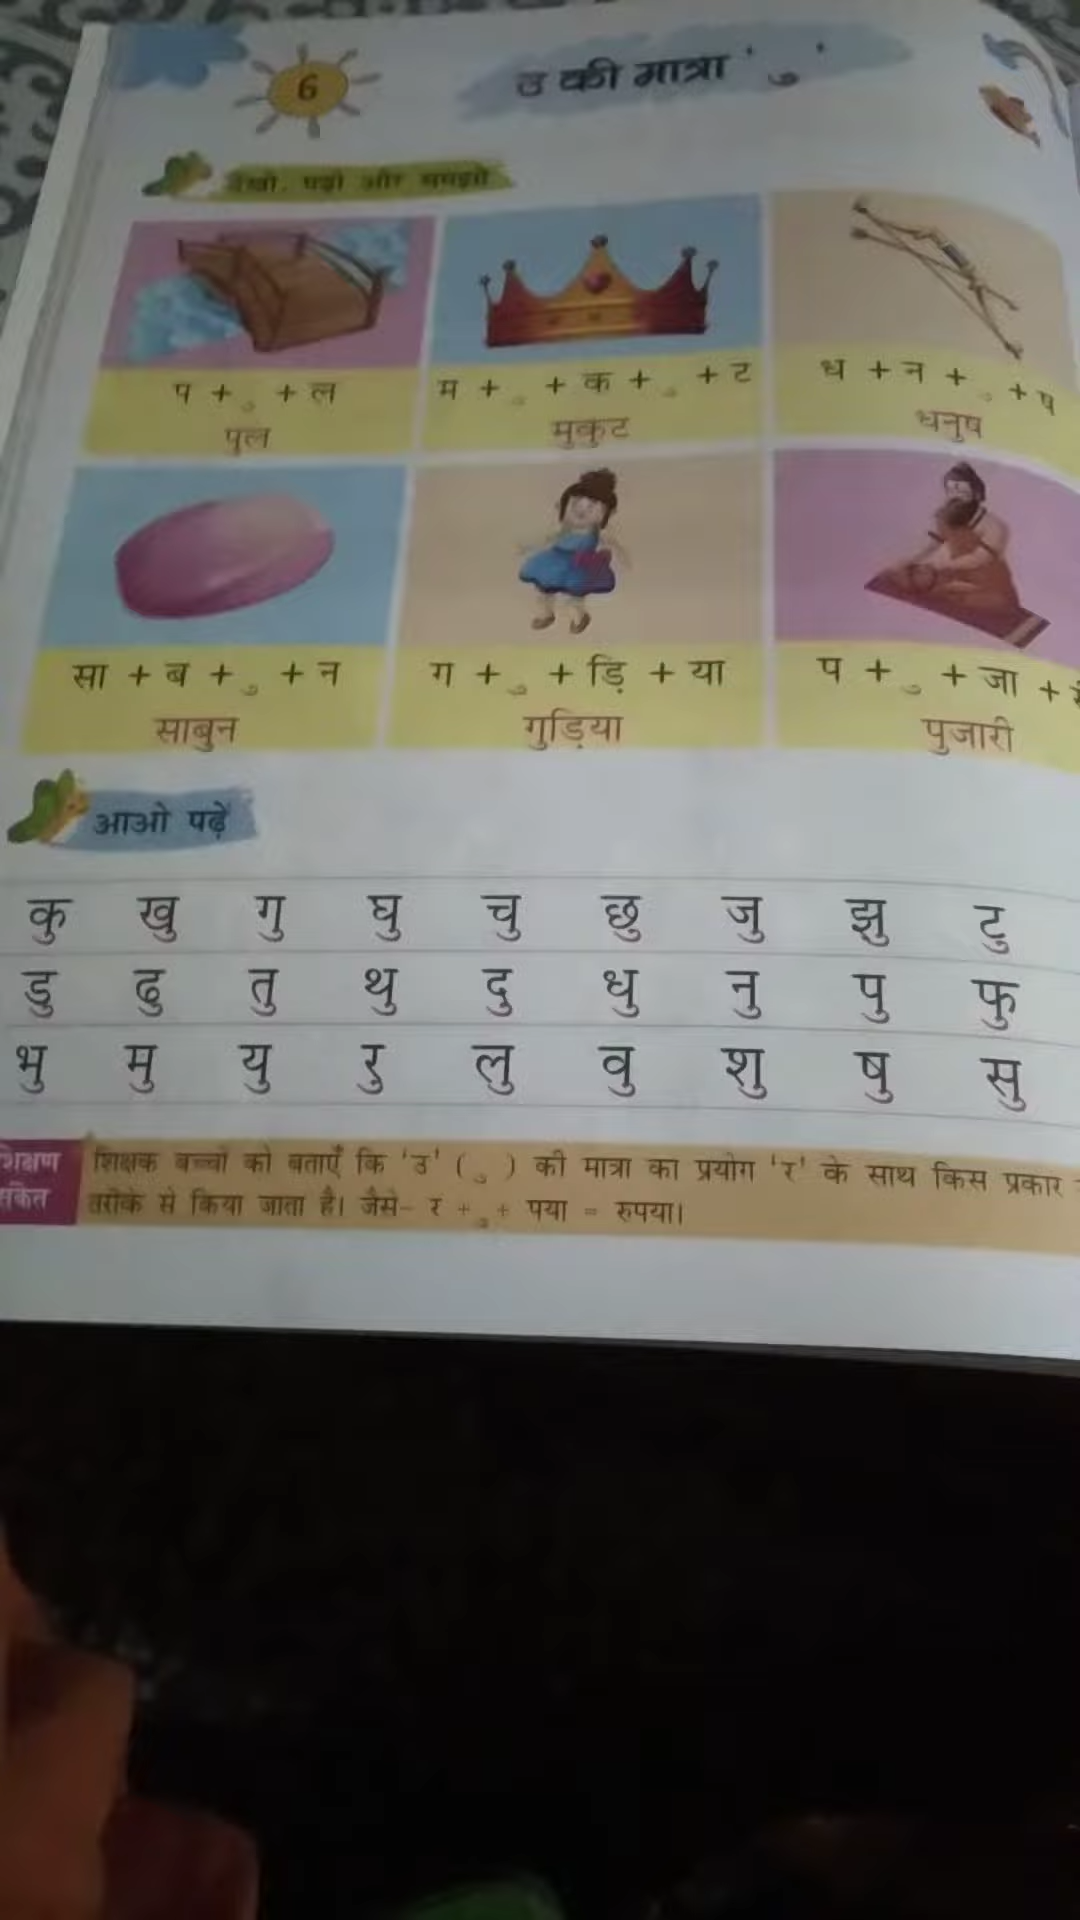 6
उ की मात्रा ' ु '
देखो, पढ़ो और समझो
प + ु + ल
म + ु + क + ु + ट
ध + न + ु + ष
पुल
मुकुट
धनुष
सा + ब + ु + न
ग + ु + ड़ि + या
प + ु + जा +
साबुन
गुड़िया
पुजारी
आओ पढ़ें
कु खु गु घु चु छु जु झु टु
डु ढु तु थु दु धु नु पु फु
भु मु यु रु लु वु शु षु सु
शिक्षण
संकेत
शिक्षक बच्चों को बताएँ कि 'उ' ( ु ) की मात्रा का प्रयोग 'र' के साथ किस प्रकार
तरीके से किया जाता है। जैसे- र + ु + पया = रुपया।